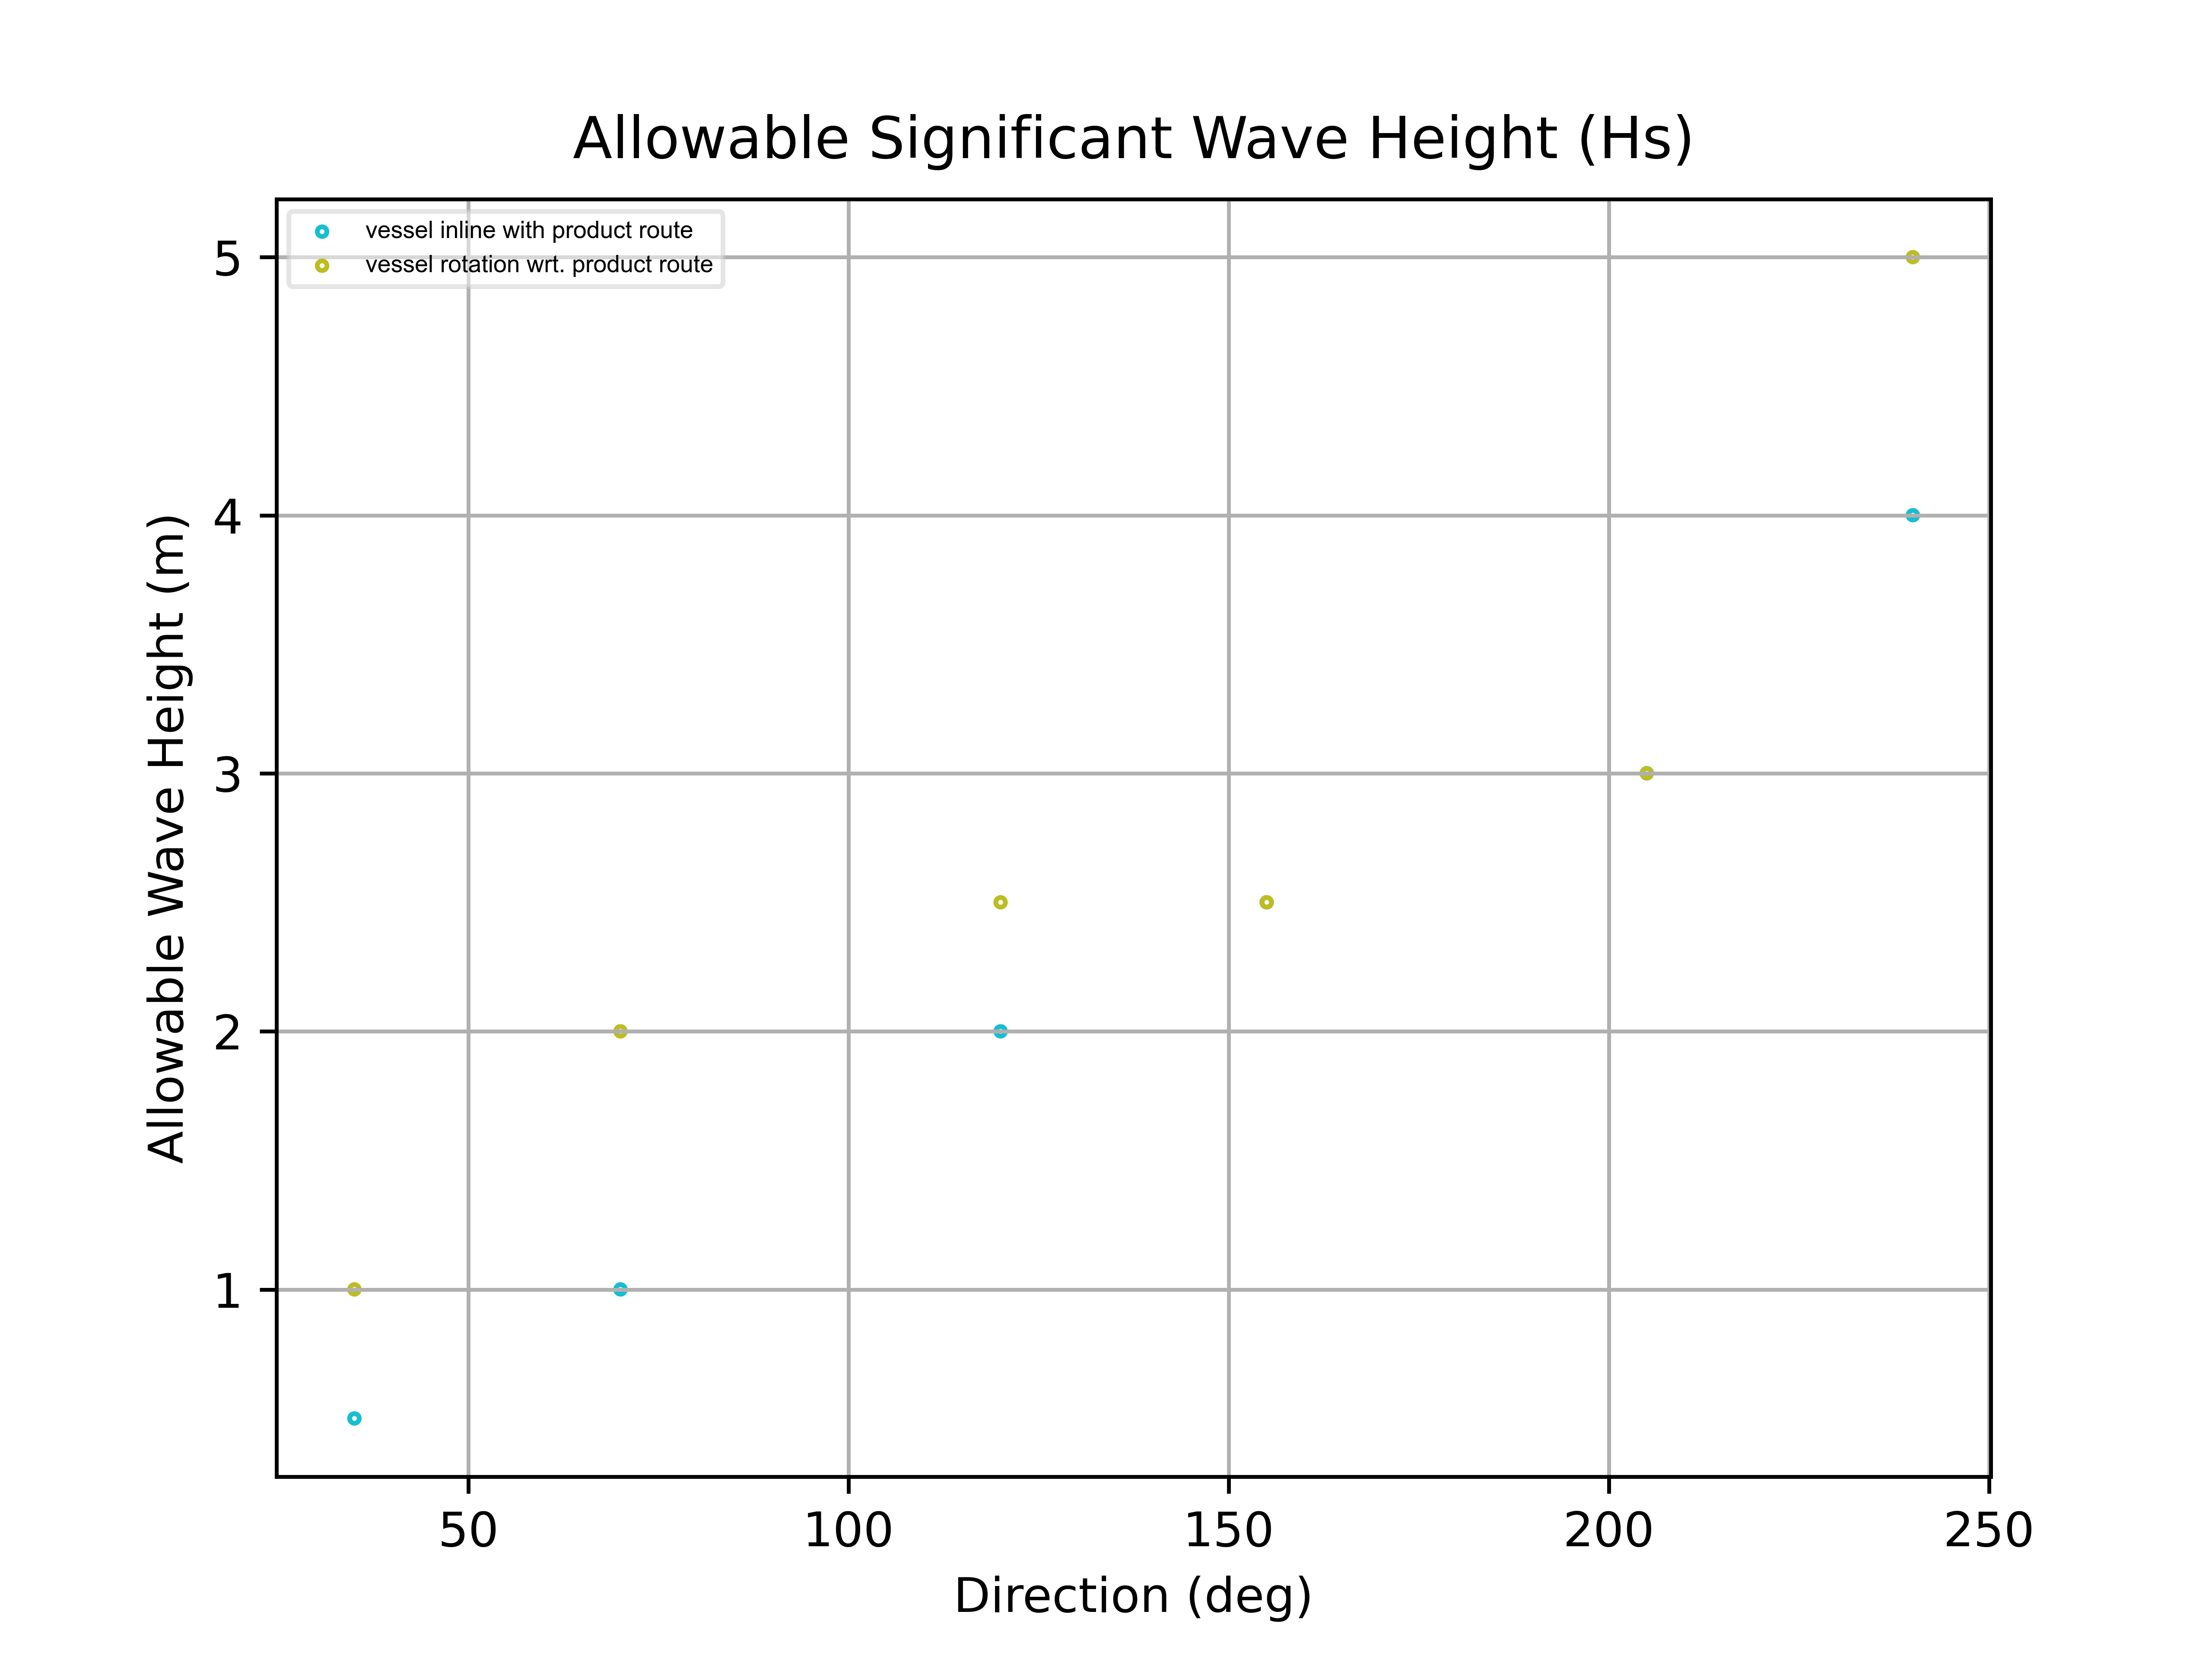 Allowable Significant Wave Height (Hs)
vessel inline with product route
vessel rotation wrt. product route
5
4
3
2
1
Allowable Wave Height (m)
50 100 150 200 250
Direction (deg)